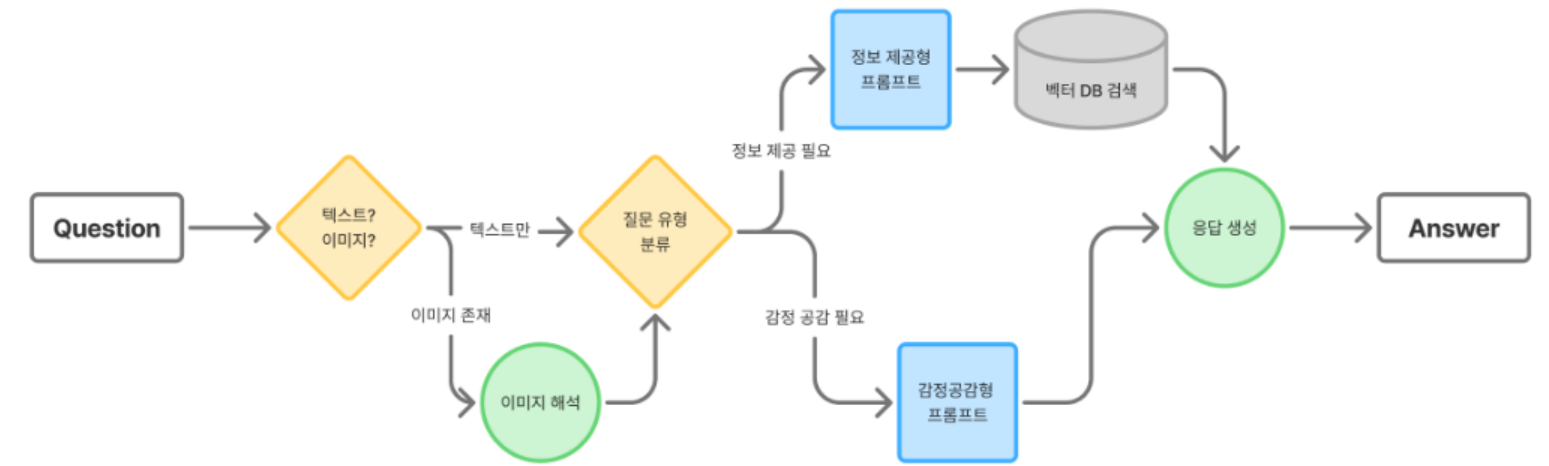 Question
텍스트?
이미지?
텍스트만
이미지 존재
이미지 해석
질문 유형
분류
정보 제공 필요
정보 제공형
프롬프트
벡터 DB 검색
감정 공감 필요
감정공감형
프롬프트
응답 생성
Answer